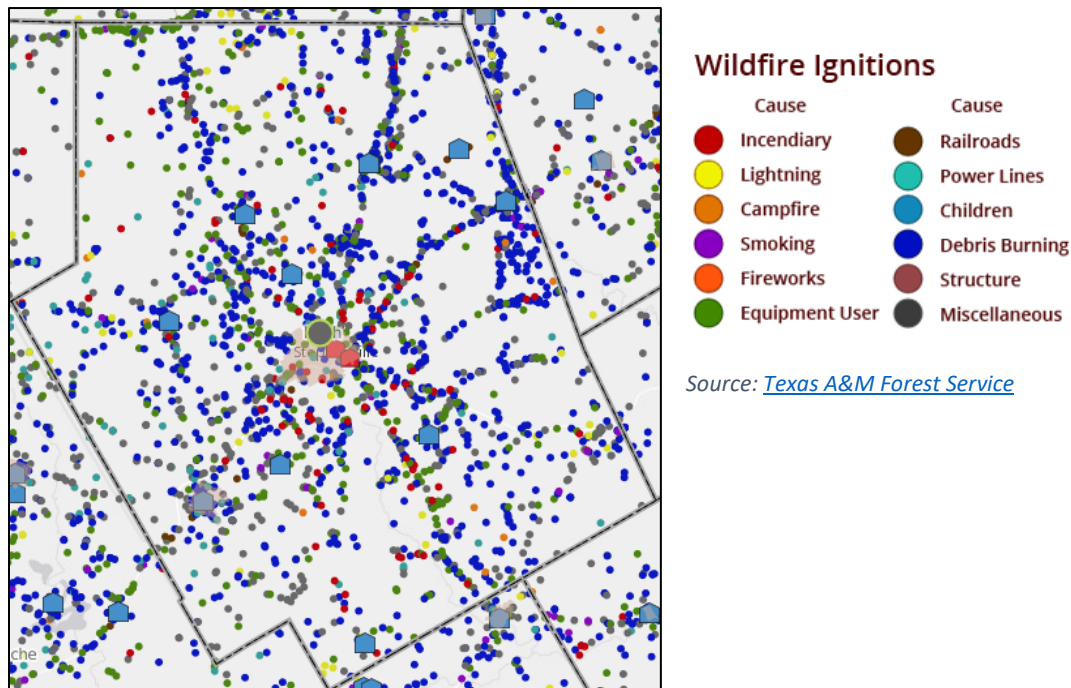 Wildfire Ignitions
Cause
Cause
Incendiary
Railroads
Lightning
Power Lines
Campfire
Children
Smoking
Debris Burning
Fireworks
Structure
Equipment User
Miscellaneous
Source: Texas A&M Forest Service
che